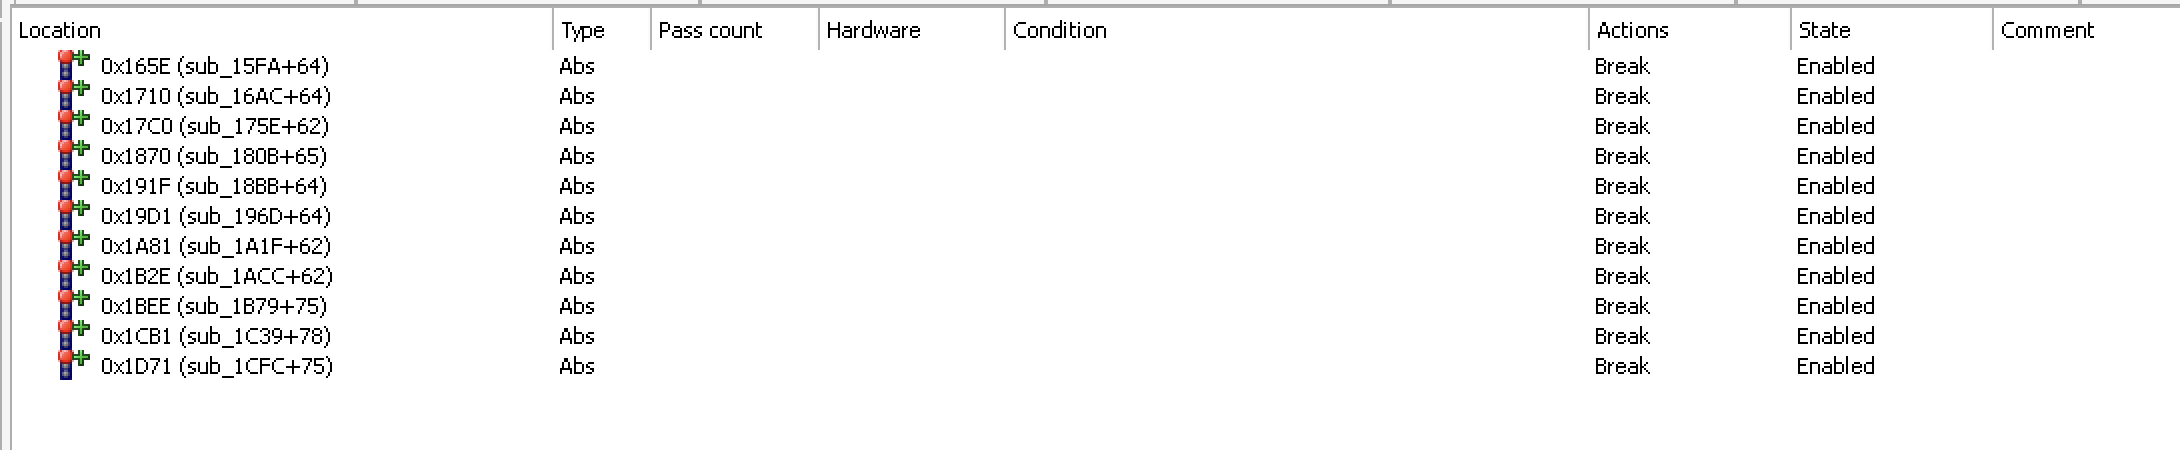 Location Type Pass count Hardware Condition Actions State Comment
0x165E (sub_15FA+64) Abs Break Enabled
0x1710 (sub_16AC+64) Abs Break Enabled
0x17C0 (sub_175E+62) Abs Break Enabled
0x1870 (sub_180B+65) Abs Break Enabled
0x191F (sub_18BB+64) Abs Break Enabled
0x19D1 (sub_196D+64) Abs Break Enabled
0x1A81 (sub_1A1F+62) Abs Break Enabled
0x1B2E (sub_1ACC+62) Abs Break Enabled
0x1BEE (sub_1B79+75) Abs Break Enabled
0x1CB1 (sub_1C39+78) Abs Break Enabled
0x1D71 (sub_1CFC+75) Abs Break Enabled